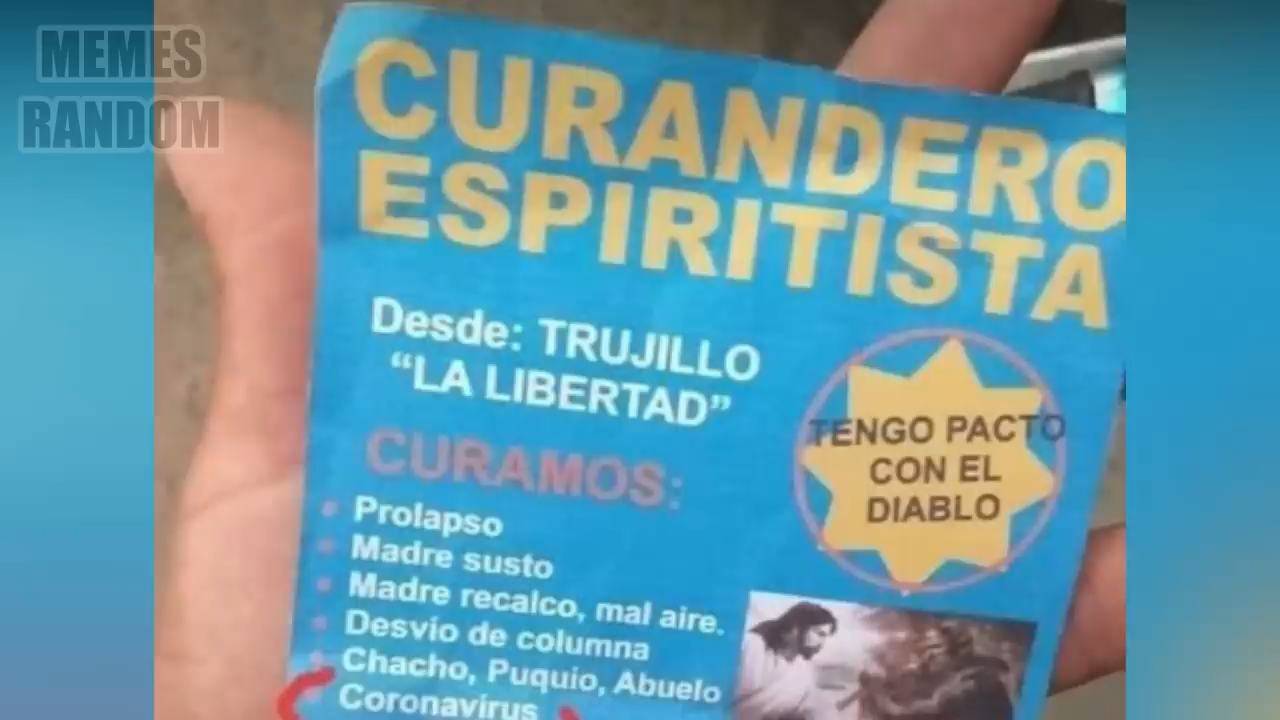 MEMES
RANDOM
CURANDERO
ESPIRITISTA
Desde: TRUJILLO
“LA LIBERTAD”
TENGO PACTO
CON EL
DIABLO
CURAMOS:
• Prolapso
• Madre susto
• Madre recalco, mal aire.
• Desvio de columna
• Chacho, Puquio, Abuelo
Coronavirus